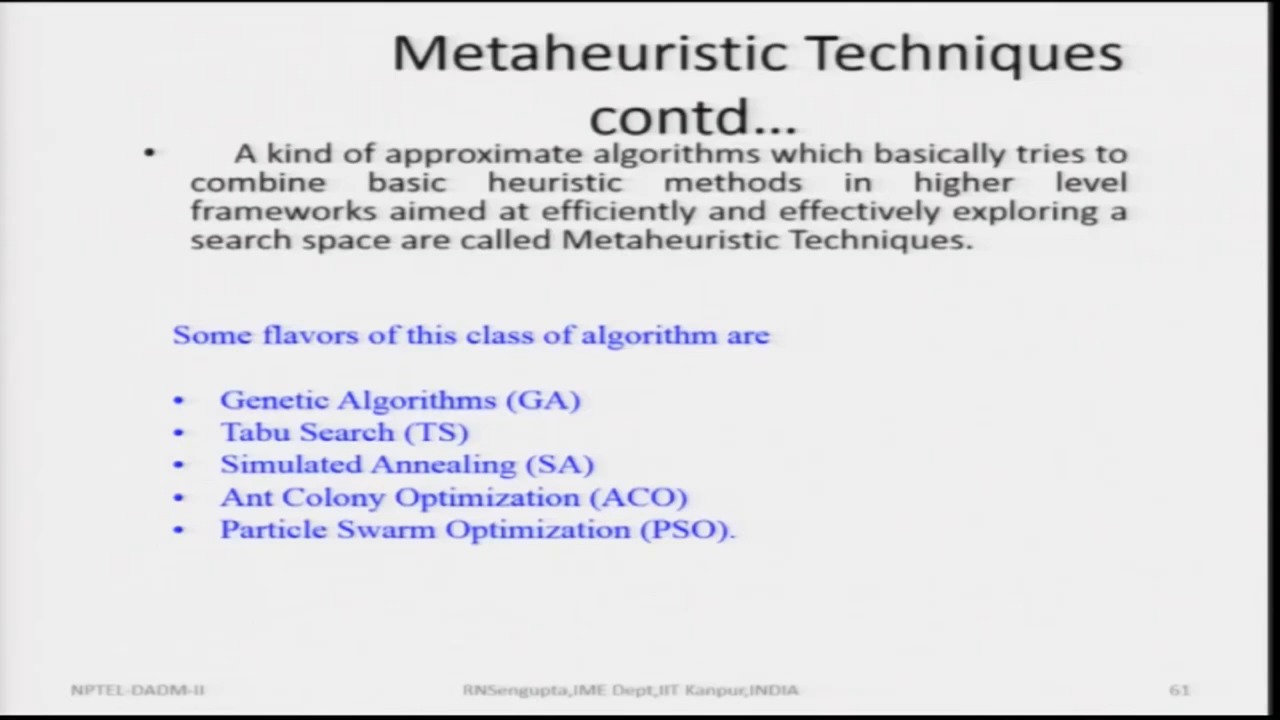 Metaheuristic Techniques
contd...
• A kind of approximate algorithms which basically tries to
combine basic heuristic methods in higher level
frameworks aimed at efficiently and effectively exploring a
search space are called Metaheuristic Techniques.
Some flavors of this class of algorithm are
• Genetic Algorithms (GA)
• Tabu Search (TS)
• Simulated Annealing (SA)
• Ant Colony Optimization (ACO)
• Particle Swarm Optimization (PSO).
NPTEL-DADM-II
RNSengupta,IME Dept,IIT Kanpur,INDIA
61